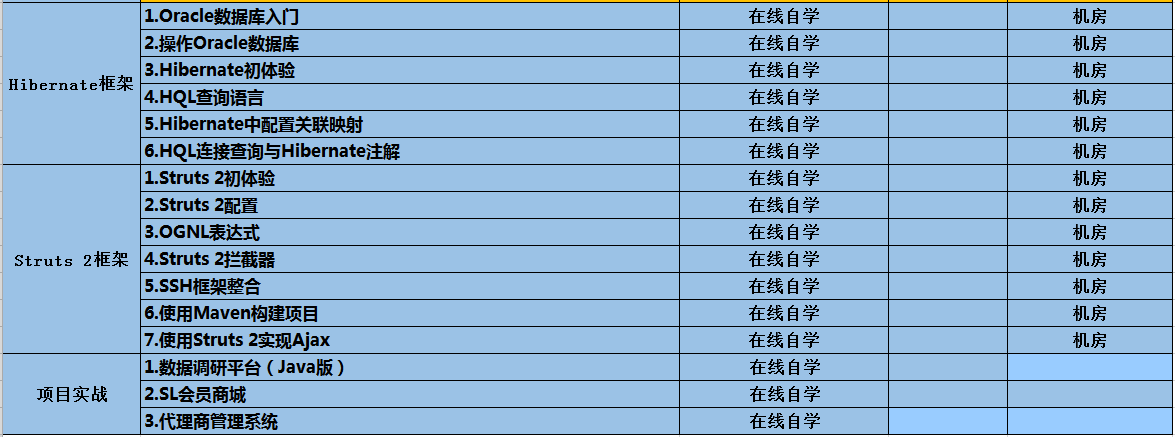 Hibernate框架
1.Oracle数据库入门 在线自学 机房
2.操作Oracle数据库 在线自学 机房
3.Hibernate初体验 在线自学 机房
4.HQL查询语言 在线自学 机房
5.Hibernate中配置关联映射 在线自学 机房
6.HQL连接查询与Hibernate注解 在线自学 机房
Struts 2框架
1.Struts 2初体验 在线自学 机房
2.Struts 2配置 在线自学 机房
3.OGNL表达式 在线自学 机房
4.Struts 2拦截器 在线自学 机房
5.SSH框架整合 在线自学 机房
6.使用Maven构建项目 在线自学 机房
7.使用Struts 2实现Ajax 在线自学 机房
项目实战
1.数据调研平台（Java版） 在线自学
2.SL会员商城 在线自学
3.代理商管理系统 在线自学